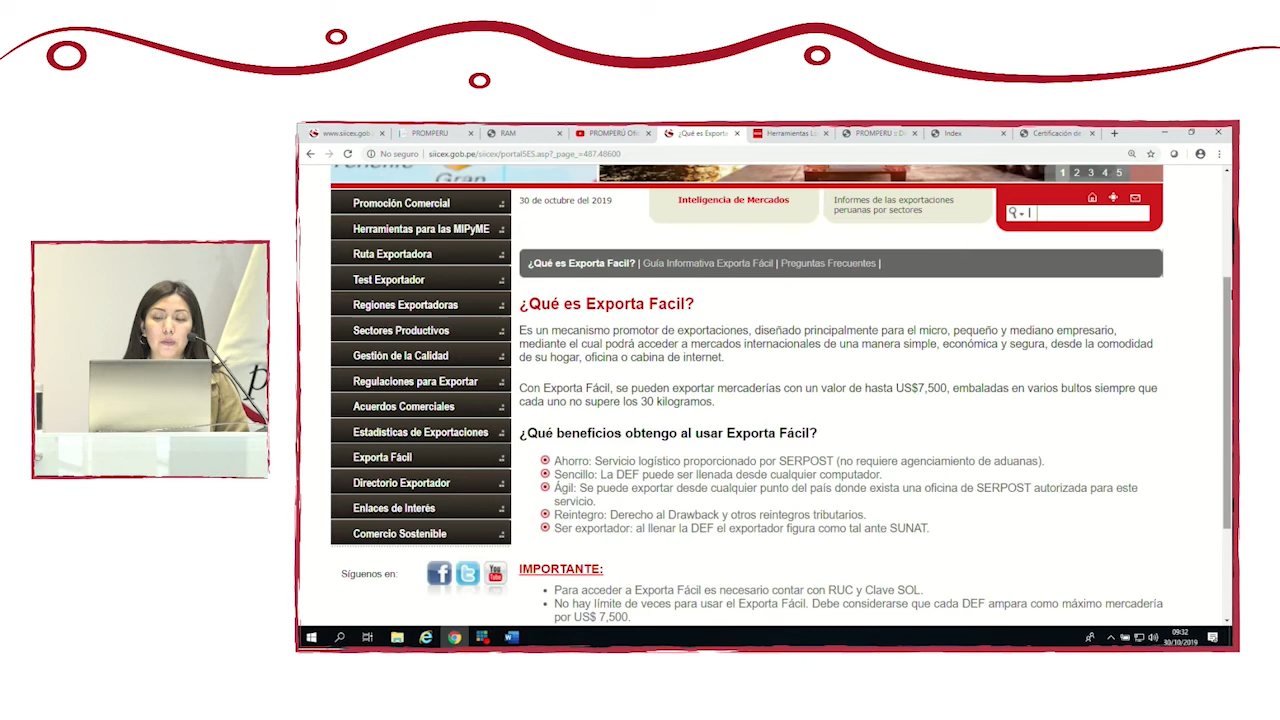 www.siicex.gob.
PROMPERU
RAM
PROMPERÚ Ofi
¿Qué es Exporta
Herramientas L
PROMPERU :: D
Index
Certificación de
No seguro | siicex.gob.pe/siicex/portal5ES.asp?_page_=487.48600
1 2 3 4 5
30 de octubre del 2019
Inteligencia de Mercados
Informes de las exportaciones
peruanas por sectores
Promoción Comercial
Herramientas para las MIPyME
Ruta Exportadora
Test Exportador
Regiones Exportadoras
Sectores Productivos
Gestión de la Calidad
Regulaciones para Exportar
Acuerdos Comerciales
Estadisticas de Exportaciones
Exporta Fácil
Directorio Exportador
Enlaces de Interés
Comercio Sostenible
Síguenos en:
You Tube
¿Qué es Exporta Facil? | Guía Informativa Exporta Fácil | Preguntas Frecuentes |
¿Qué es Exporta Facil?
Es un mecanismo promotor de exportaciones, diseñado principalmente para el micro, pequeño y mediano empresario,
mediante el cual podrá acceder a mercados internacionales de una manera simple, económica y segura, desde la comodidad
de su hogar, oficina o cabina de internet.
Con Exporta Fácil, se pueden exportar mercaderías con un valor de hasta US$7,500, embaladas en varios bultos siempre que
cada uno no supere los 30 kilogramos.
¿Qué beneficios obtengo al usar Exporta Fácil?
Ahorro: Servicio logístico proporcionado por SERPOST (no requiere agenciamiento de aduanas).
Sencillo: La DEF puede ser llenada desde cualquier computador.
Ágil: Se puede exportar desde cualquier punto del país donde exista una oficina de SERPOST autorizada para este
servicio.
Reintegro: Derecho al Drawback y otros reintegros tributarios.
Ser exportador: al llenar la DEF el exportador figura como tal ante SUNAT.
IMPORTANTE:
Para acceder a Exporta Fácil es necesario contar con RUC y Clave SOL.
No hay límite de veces para usar el Exporta Fácil. Debe considerarse que cada DEF ampara como máximo mercadería
por US$ 7,500.
09:32
30/10/2019